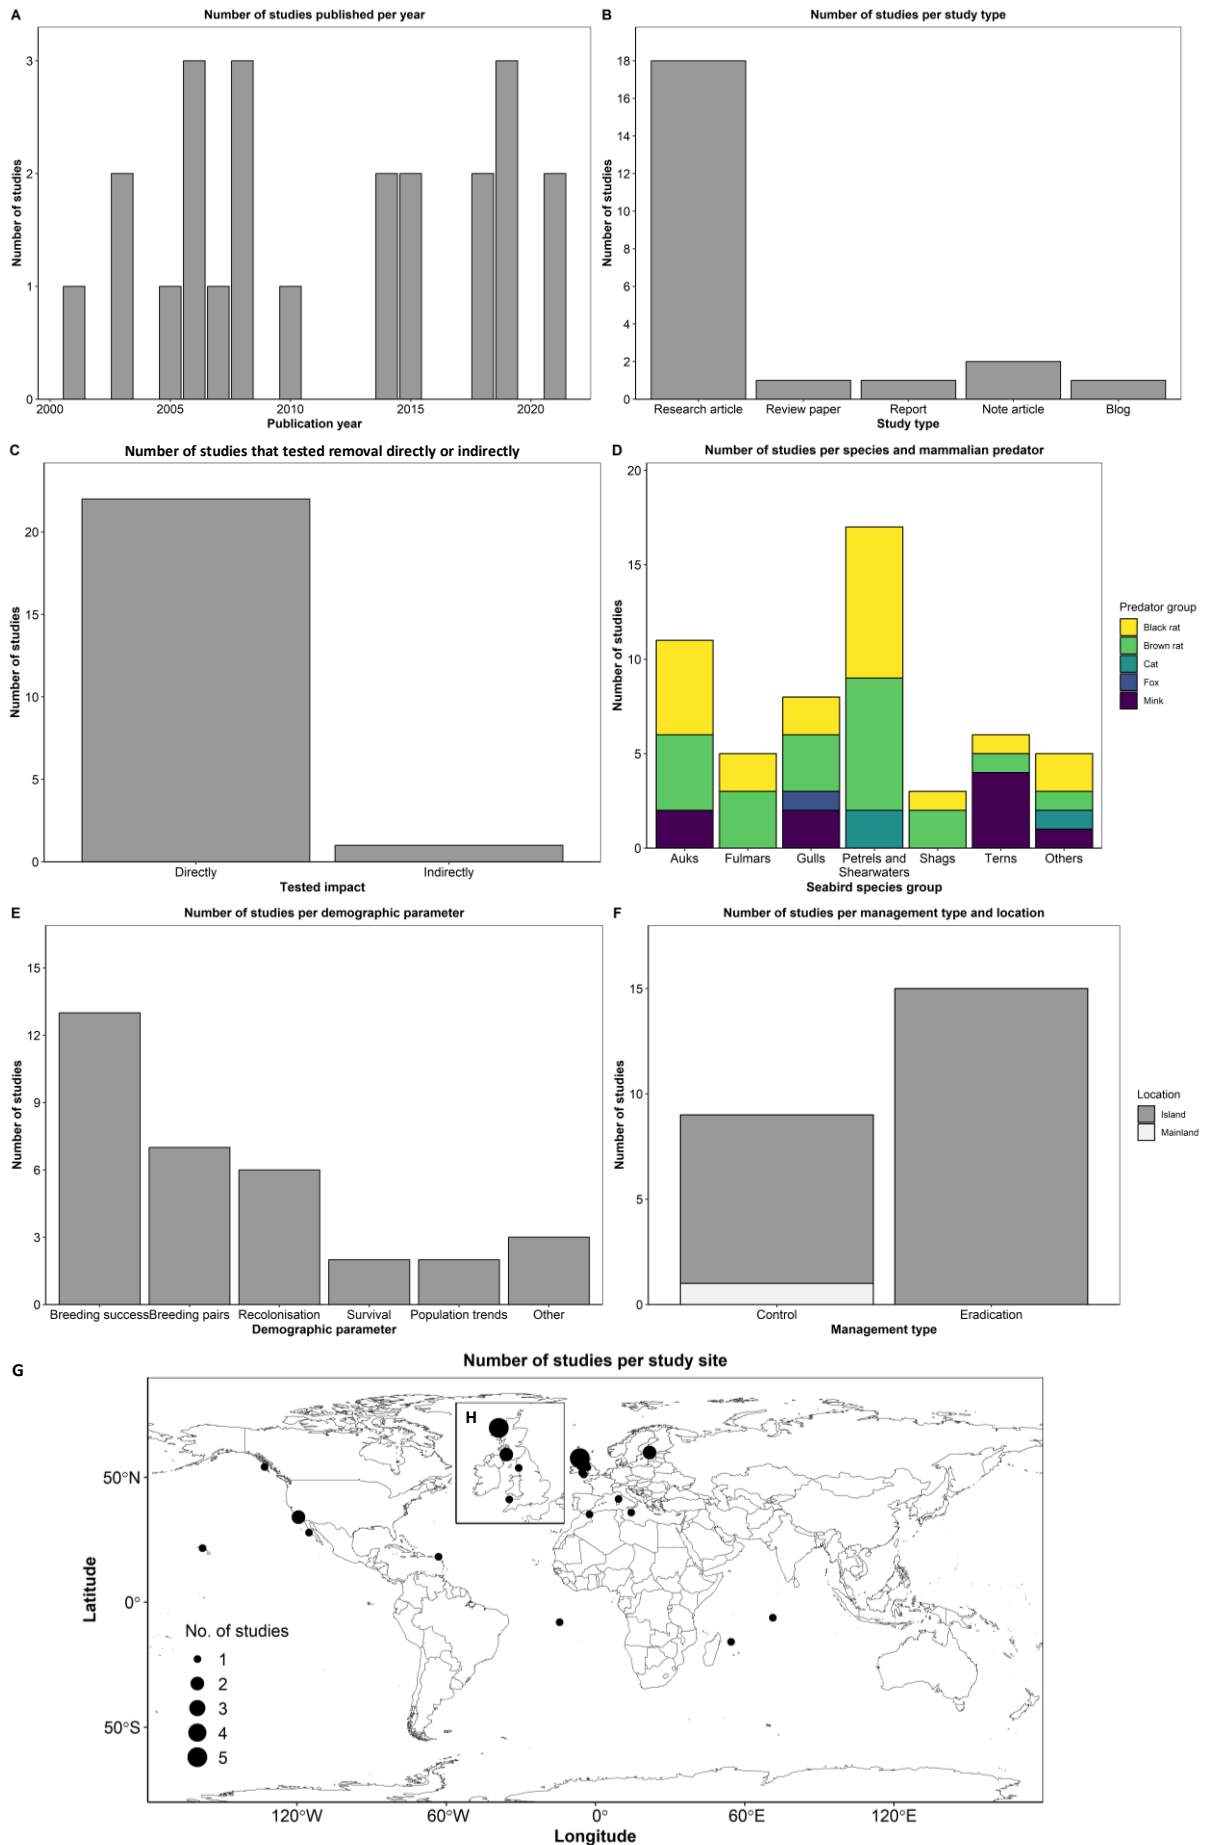 A
Number of studies published per year
Number of studies
3
2
1
0
2000 2005 2010 2015 2020
Publication year
B
Number of studies per study type
Number of studies
18
16
14
12
10
8
6
4
2
0
Research article Review paper Report Note article Blog
Study type
C
Number of studies that tested removal directly or indirectly
Number of studies
20
15
10
5
0
Directly Indirectly
Tested impact
D
Number of studies per species and mammalian predator
Number of studies
20
15
10
5
0
Auks Fulmars Gulls Petrels and Shags Terns Others
Shearwaters
Seabird species group
Predator group
Black rat
Brown rat
Cat
Fox
Mink
E
Number of studies per demographic parameter
Number of studies
15
12
9
6
3
0
Breeding success Breeding pairs Recolonisation Survival Population trends Other
Demographic parameter
F
Number of studies per management type and location
Number of studies
15
10
5
0
Control Eradication
Management type
Location
Island
Mainland
G
Number of studies per study site
H
Latitude
50°N
0°
50°S
No. of studies
1
2
3
4
5
120°W 60°W 0° 60°E 120°E
Longitude